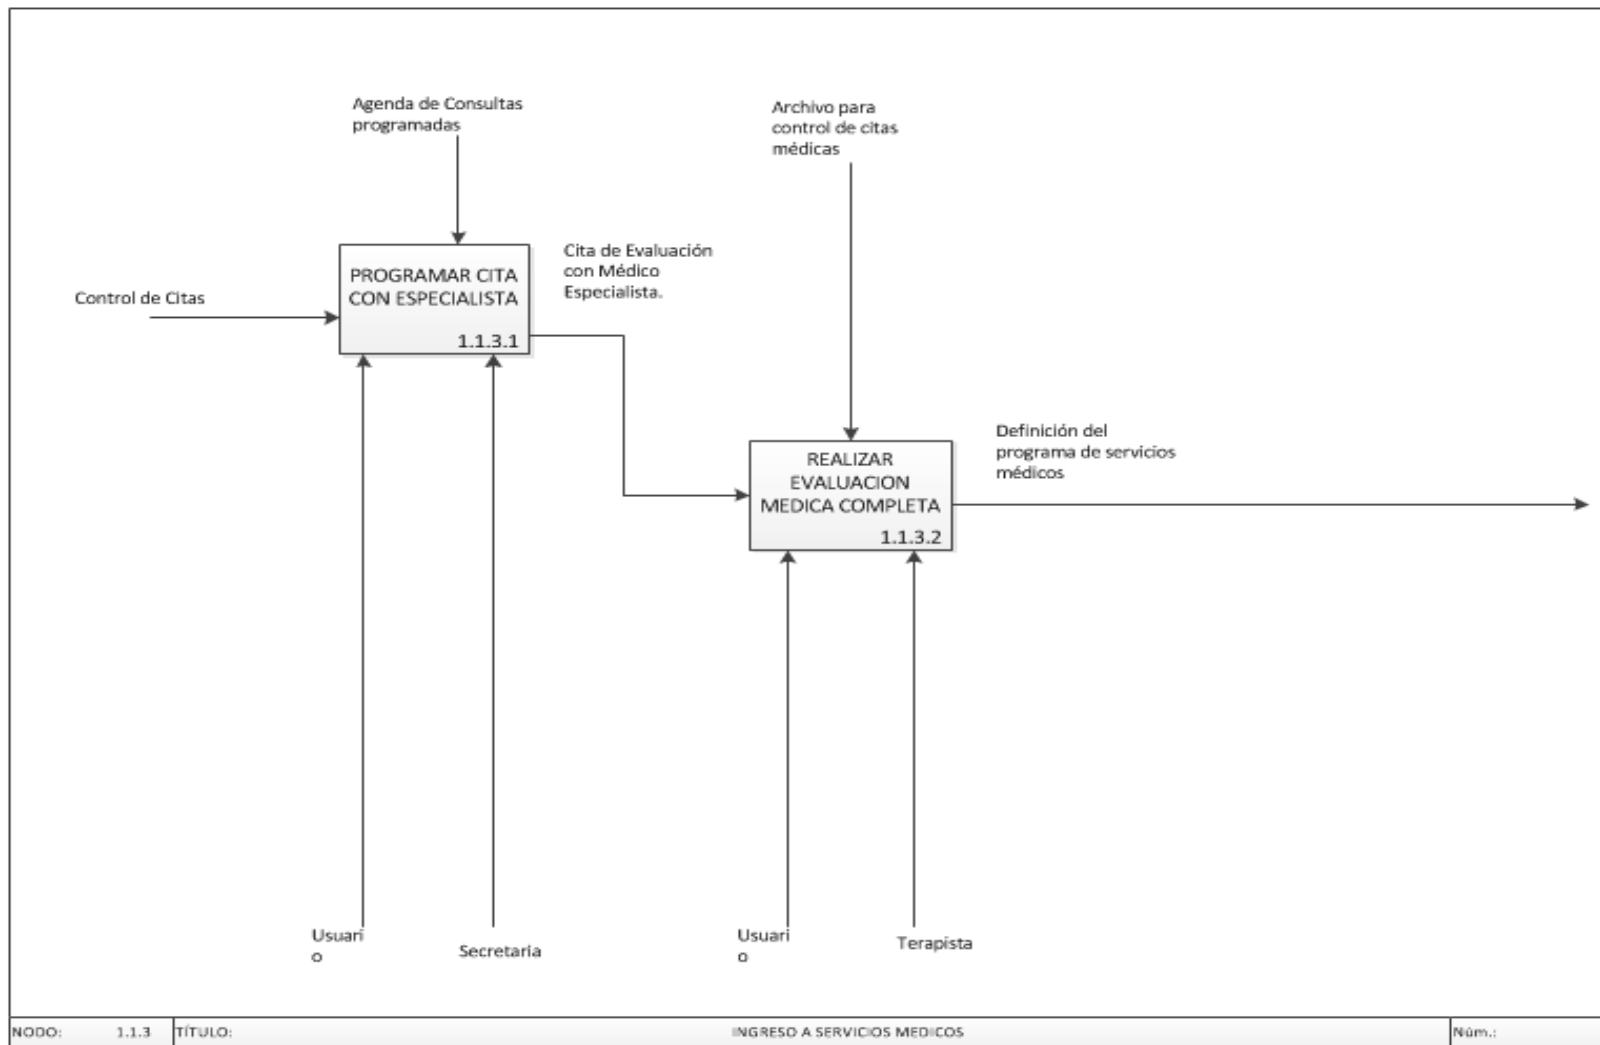 Agenda de Consultas
programadas
Archivo para
control de citas
médicas
Control de Citas
PROGRAMAR CITA
CON ESPECIALISTA
1.1.3.1
Cita de Evaluación
con Médico
Especialista.
REALIZAR
EVALUACION
MEDICA COMPLETA
1.1.3.2
Definición del
programa de servicios
médicos
Usuari
o
Secretaria
Usuari
o
Terapista
NODO: 1.1.3 TÍTULO: INGRESO A SERVICIOS MEDICOS Núm.: